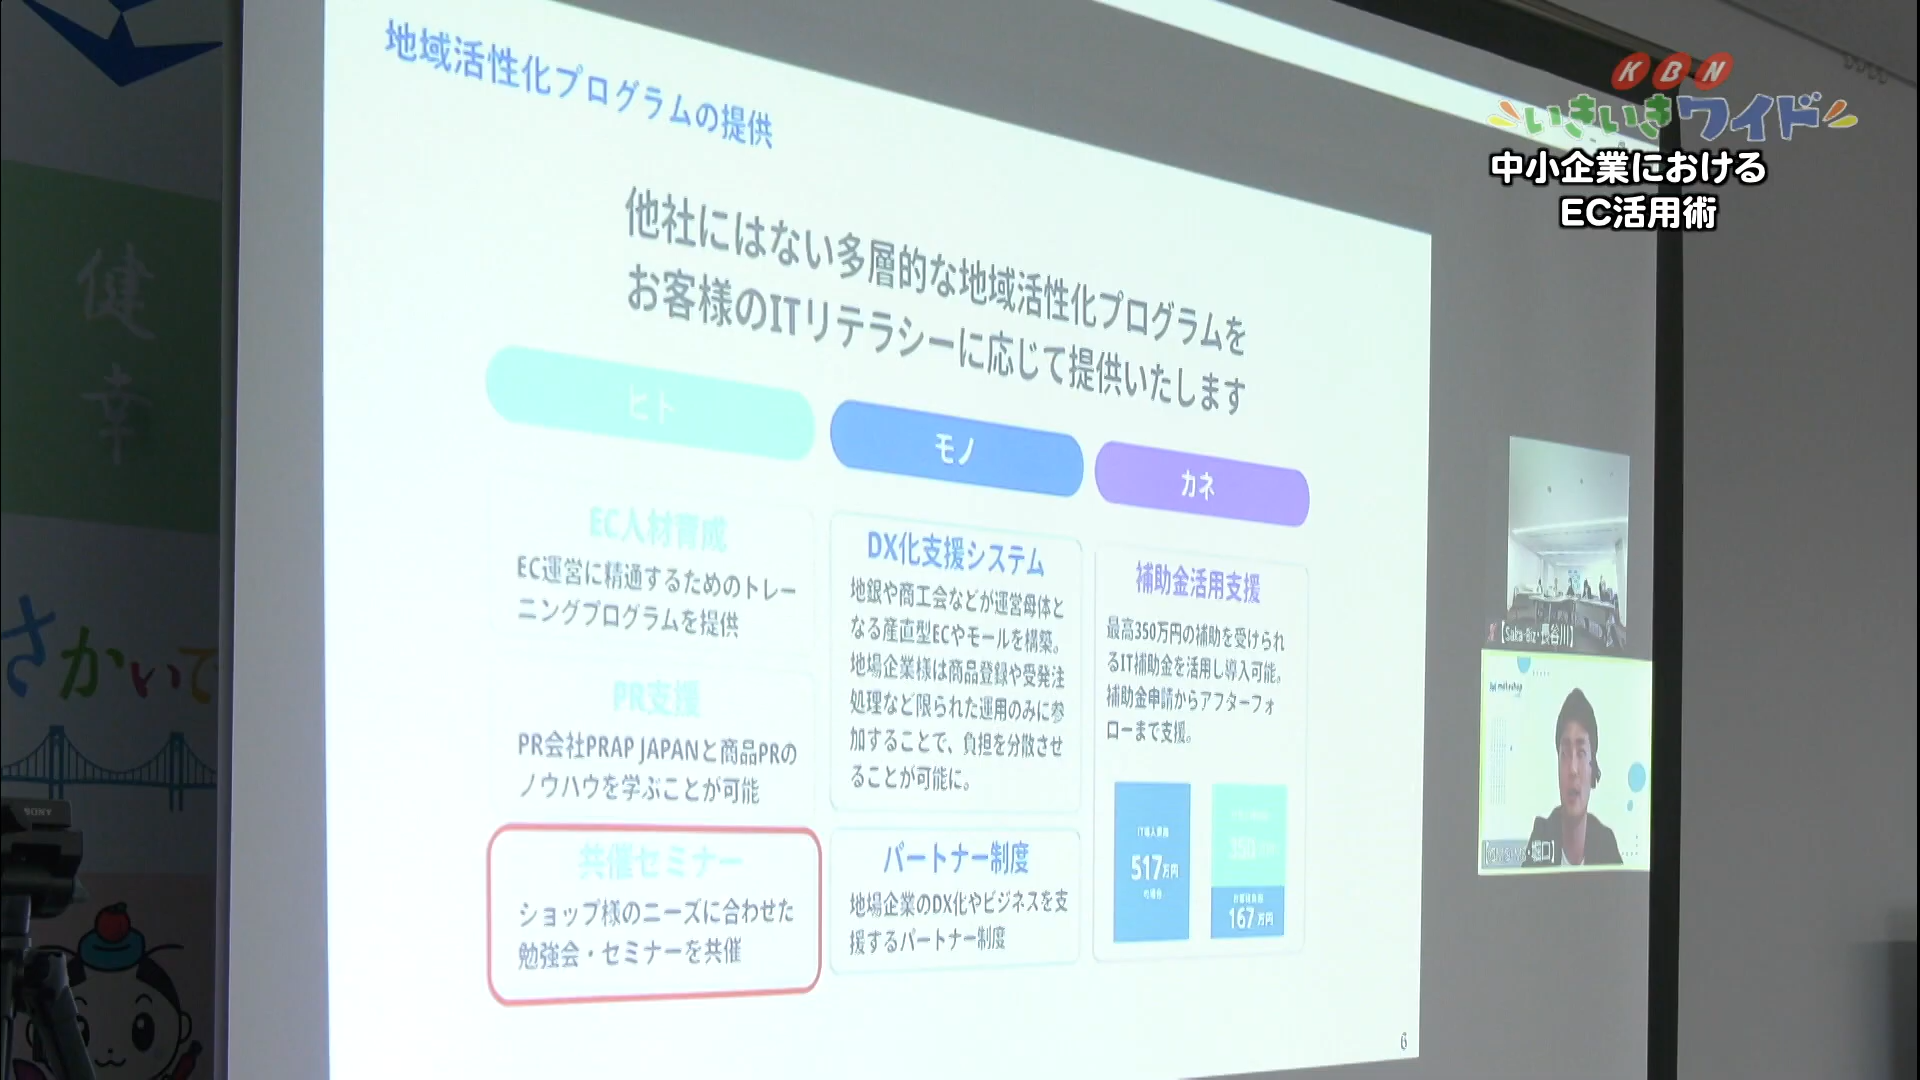 地域活性化プログラムの提供
KBN
いきいきワイド
中小企業における
EC活用術
他社にはない多層的な地域活性化プログラムを
お客様のITリテラシーに応じて提供いたします
ヒト
モノ
カネ
EC人材育成
EC運営に精通するためのトレー
ニングプログラムを提供
PR支援
PR会社PRAP JAPANと商品PRの
ノウハウを学ぶことが可能
共催セミナー
ショップ様のニーズに合わせた
勉強会・セミナーを共催
DX化支援システム
地銀や商工会などが運営母体と
なる産直型ECやモールを構築。
地場企業様は商品登録や受発注
処理など限られた運用のみに参
加することで、負担を分散させ
ることが可能に。
パートナー制度
地場企業のDX化やビジネスを支
援するパートナー制度
補助金活用支援
最高350万円の補助を受けられ
るIT補助金を活用し導入可能。
補助金申請からアフターフォ
ローまで支援。
517万円
の場合
350
167万円
6
【Saka-Biz・長谷川】
健
幸
さかいで
SONY